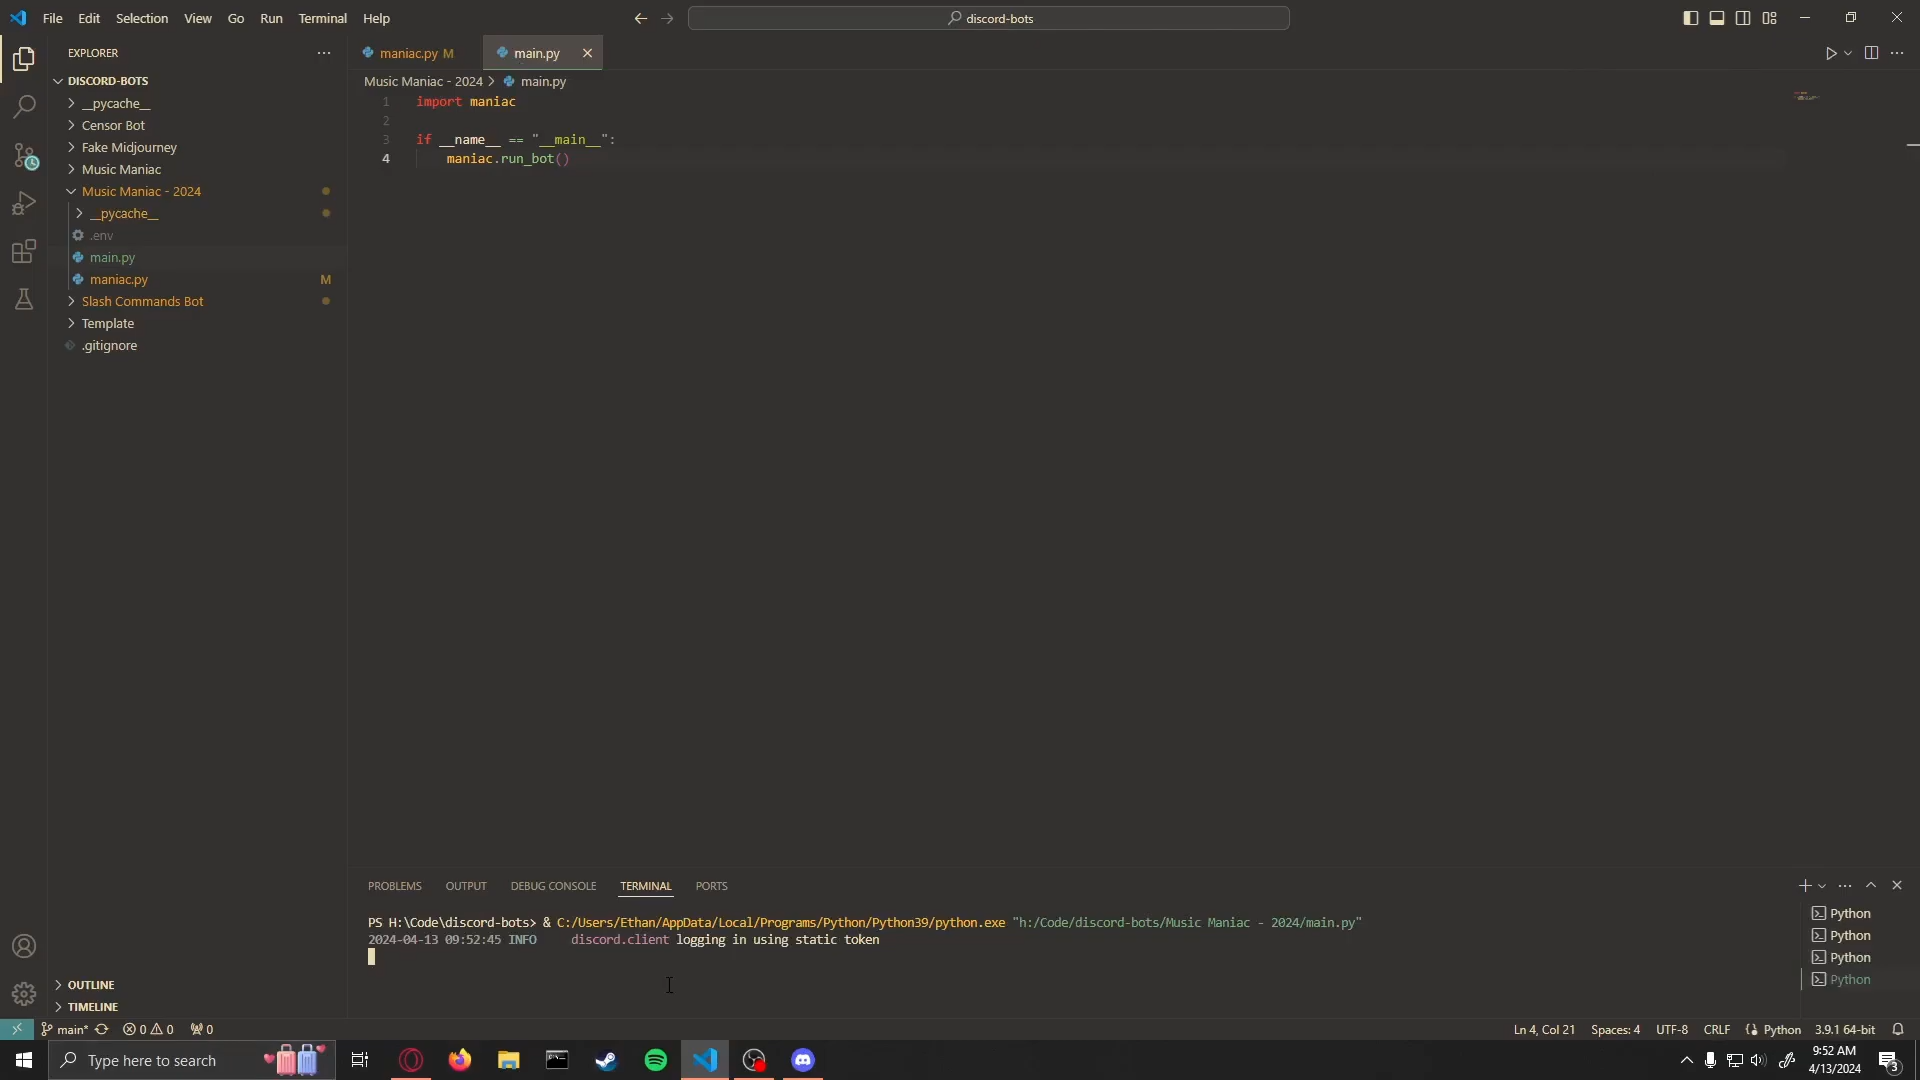 File Edit Selection View Go Run Terminal Help
discord-bots
EXPLORER
DISCORD-BOTS
__pycache__
Censor Bot
Fake Midjourney
Music Maniac
Music Maniac - 2024
__pycache__
.env
main.py
maniac.py M
Slash Commands Bot
Template
.gitignore
OUTLINE
TIMELINE
maniac.py M
main.py
Music Maniac - 2024 > main.py
1 import maniac
2
3 if __name__ == "__main__":
4 maniac.run_bot()
PROBLEMS OUTPUT DEBUG CONSOLE TERMINAL PORTS
PS H:\Code\discord-bots> & C:/Users/Ethan/AppData/Local/Programs/Python/Python39/python.exe "h:/Code/discord-bots/Music Maniac - 2024/main.py"
2024-04-13 09:52:45 INFO discord.client logging in using static token
Python
Python
Python
Python
main* 0 0 0
Ln 4, Col 21 Spaces: 4 UTF-8 CRLF Python 3.9.1 64-bit
Type here to search
9:52 AM
4/13/2024
3